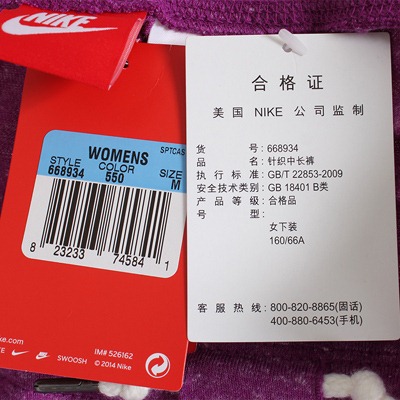 NIKE
SPTCAS
WOMENS
STYLE COLOR SIZE
668934 550 M
8 23233 74584 1
Nike.com IM# 526162
SWOOSH © 2014 Nike
合格证
美国 NIKE 公司监制
货号:668934
品名:针织中长裤
执行标准:GB/T 22853-2009
安全技术类别:GB 18401 B类
产品等级:合格品
型号:
女下装
160/66A
客服热线:800-820-8865(固话)
400-880-6453(手机)